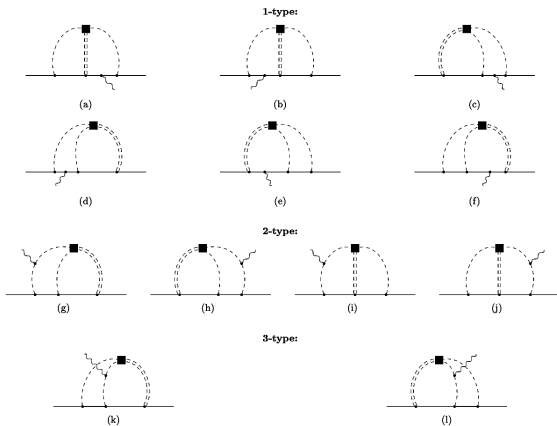 1-type:
(a) (b) (c)
(d) (e) (f)
2-type:
(g) (h) (i) (j)
3-type:
(k) (l)